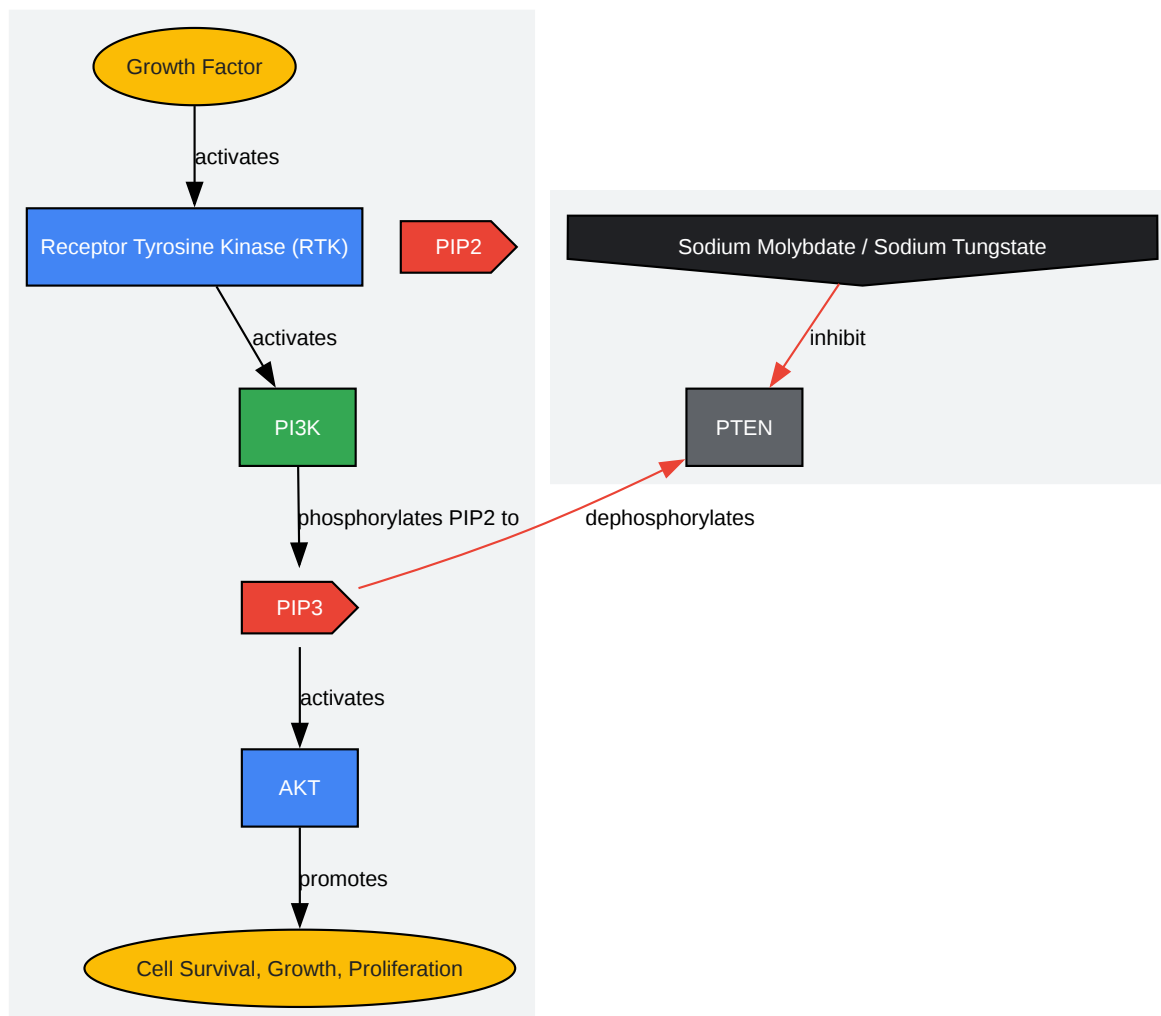 Growth Factor
activates
Receptor Tyrosine Kinase (RTK)
PIP2
Sodium Molybdate / Sodium Tungstate
activates
inhibit
PI3K
PTEN
phosphorylates PIP2 to
dephosphorylates
PIP3
activates
AKT
promotes
Cell Survival, Growth, Proliferation